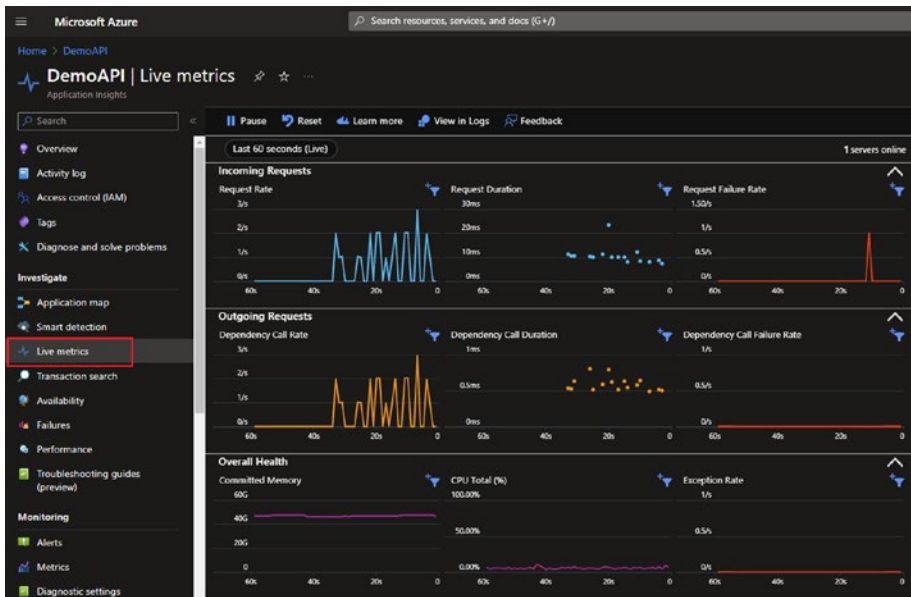 Microsoft Azure
Search resources, services, and docs (G+/)
Home > DemoAPI
DemoAPI | Live metrics
Application Insights
Search
Pause Reset Learn more View in Logs Feedback
Overview
Activity log
Access control (IAM)
Tags
Diagnose and solve problems
Investigate
Application map
Smart detection
Live metrics
Transaction search
Availability
Failures
Performance
Troubleshooting guides
(preview)
Monitoring
Alerts
Metrics
Diagnostic settings
Last 60 seconds (Live)
1 servers online
Incoming Requests
Request Rate
3/s
2/s
1/s
0/s
60s 40s 20s 0
Request Duration
30ms
20ms
10ms
0ms
60s 40s 20s 0
Request Failure Rate
1.50/s
1/s
0.5/s
0/s
60s 40s 20s 0
Outgoing Requests
Dependency Call Rate
3/s
2/s
1/s
0/s
60s 40s 20s 0
Dependency Call Duration
1ms
0.5ms
0ms
60s 40s 20s 0
Dependency Call Failure Rate
1/s
0.5/s
0/s
60s 40s 20s 0
Overall Health
Committed Memory
60G
40G
20G
0
60s 40s 20s 0
CPU Total (%)
100.00%
50.00%
0.00%
60s 40s 20s 0
Exception Rate
1/s
0.5/s
0/s
60s 40s 20s 0